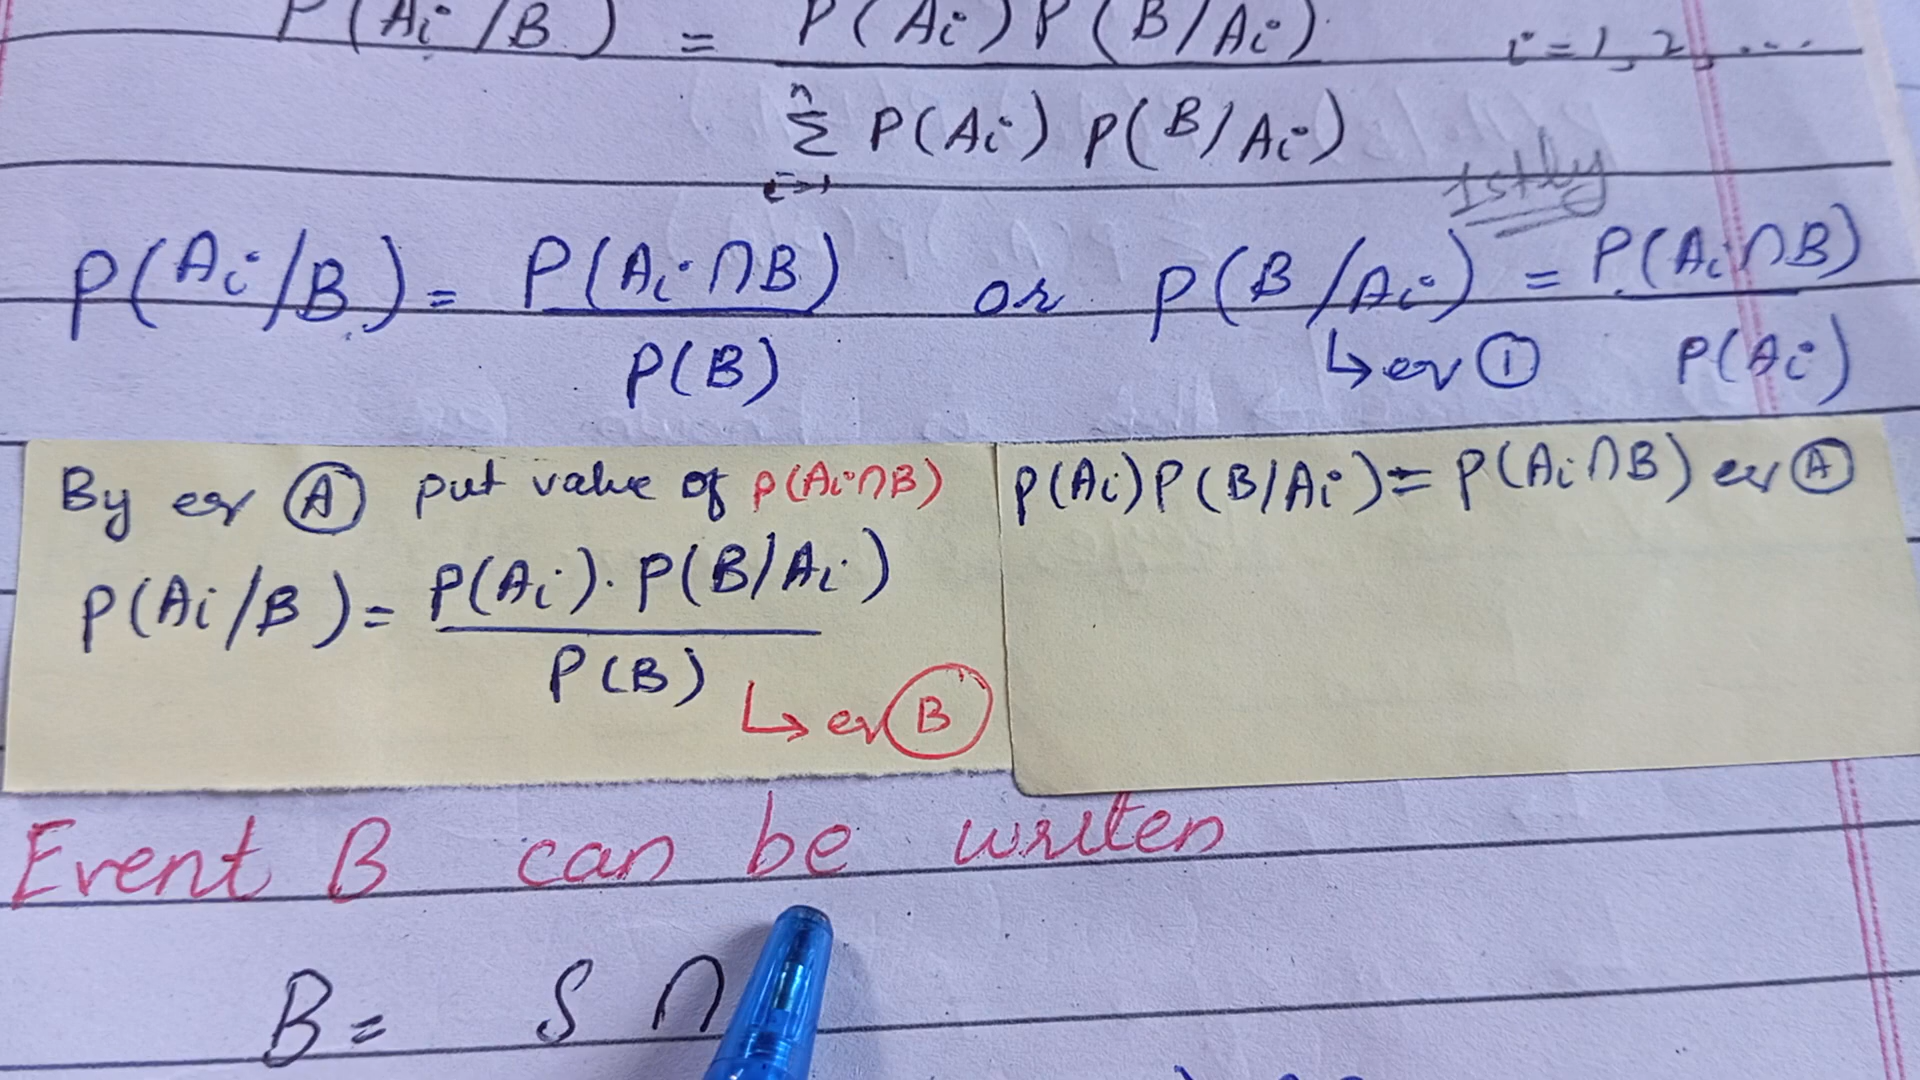 P(Ai/B) = P(Ai) P(B/Ai) i=1, 2, ...
n
Σ P(Ai) P(B/Ai)
i=1
1stly
P(Ai/B) = P(Ai∩B) or P(B/Ai) = P(Ai∩B)
P(B) ↳ eq ① P(Ai)
By eq Ⓐ put value of P(Ai∩B)
P(Ai/B) = P(Ai). P(B/Ai)
P(B)
↳ eq Ⓑ
P(Ai) P(B/Ai) = P(Ai∩B) eq Ⓐ
Event B can be writen
B = S ∩